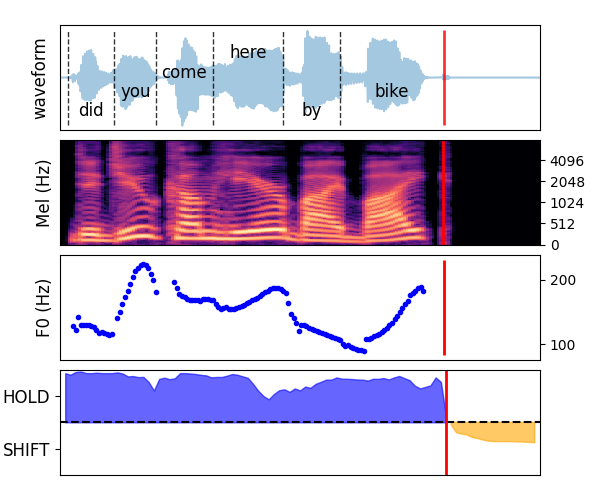 waveform
did
you
come
here
by
bike
Mel (Hz)
4096
2048
1024
512
0
F0 (Hz)
200
100
HOLD
SHIFT